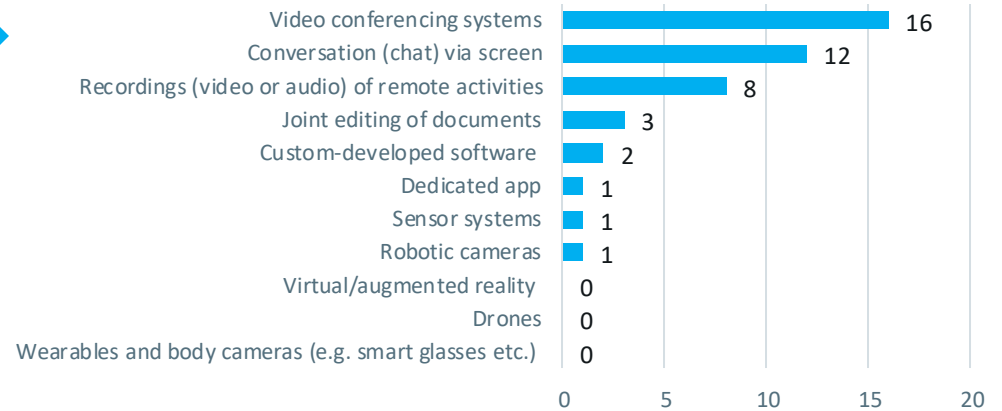 Video conferencing systems 16
Conversation (chat) via screen 12
Recordings (video or audio) of remote activities 8
Joint editing of documents 3
Custom-developed software 2
Dedicated app 1
Sensor systems 1
Robotic cameras 1
Virtual/augmented reality 0
Drones 0
Wearables and body cameras (e.g. smart glasses etc.) 0
0 5 10 15 20